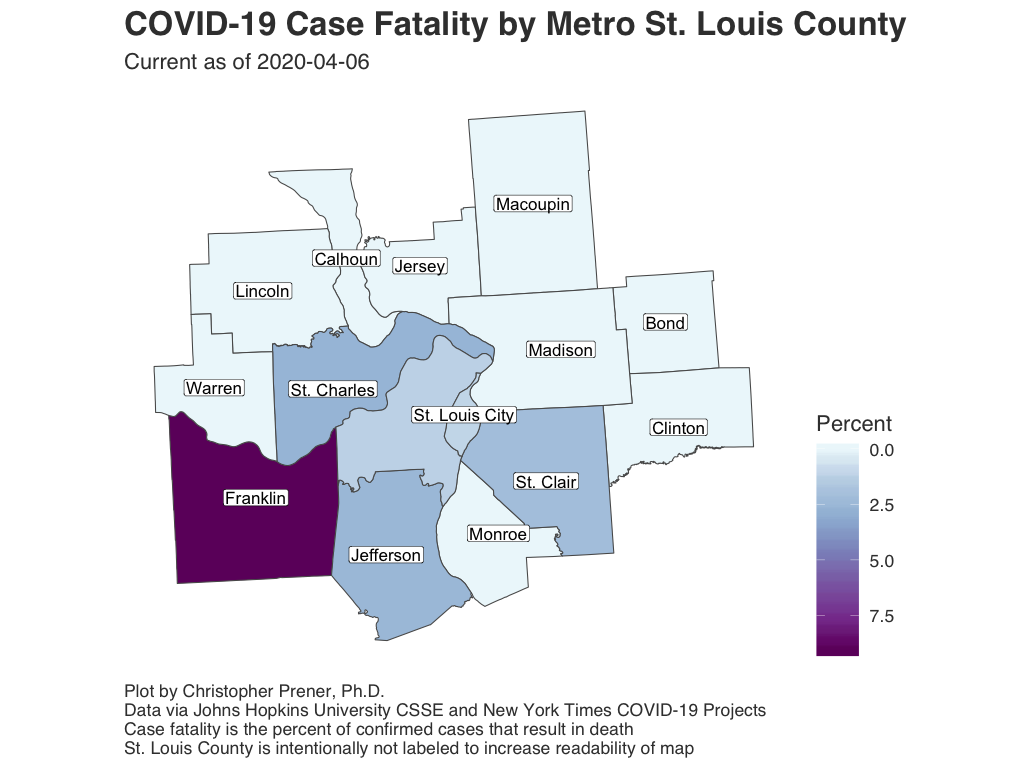 COVID-19 Case Fatality by Metro St. Louis County
Current as of 2020-04-06
Macoupin
Calhoun
Jersey
Lincoln
Bond
Madison
Warren
St. Charles
St. Louis City
Clinton
Percent
0.0
2.5
5.0
7.5
St. Clair
Franklin
Monroe
Jefferson
Plot by Christopher Prener, Ph.D.
Data via Johns Hopkins University CSSE and New York Times COVID-19 Projects
Case fatality is the percent of confirmed cases that result in death
St. Louis County is intentionally not labeled to increase readability of map